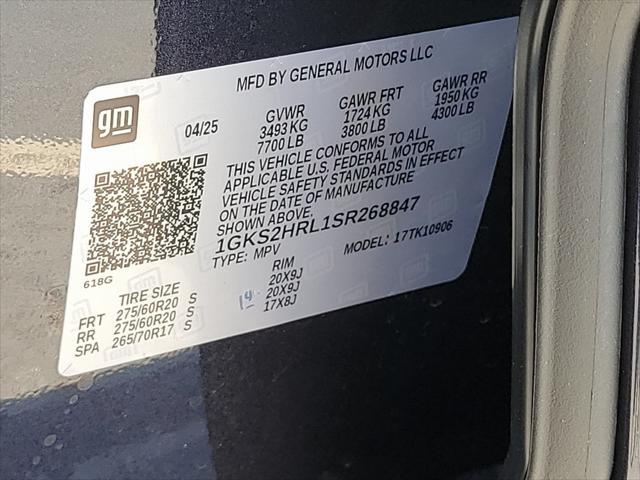 MFD BY GENERAL MOTORS LLC
gm
04/25
GVWR GAWR FRT GAWR RR
3493 KG 1724 KG 1950 KG
7700 LB 3800 LB 4300 LB
THIS VEHICLE CONFORMS TO ALL
APPLICABLE U.S. FEDERAL MOTOR
VEHICLE SAFETY STANDARDS IN EFFECT
ON THE DATE OF MANUFACTURE
SHOWN ABOVE.
1GKS2HRL1SR268847
TYPE: MPV MODEL: 17TK10906
618G
TIRE SIZE RIM
FRT 275/60R20 S 20X9J
RR 275/60R20 S 20X9J
SPA 265/70R17 S 17X8J